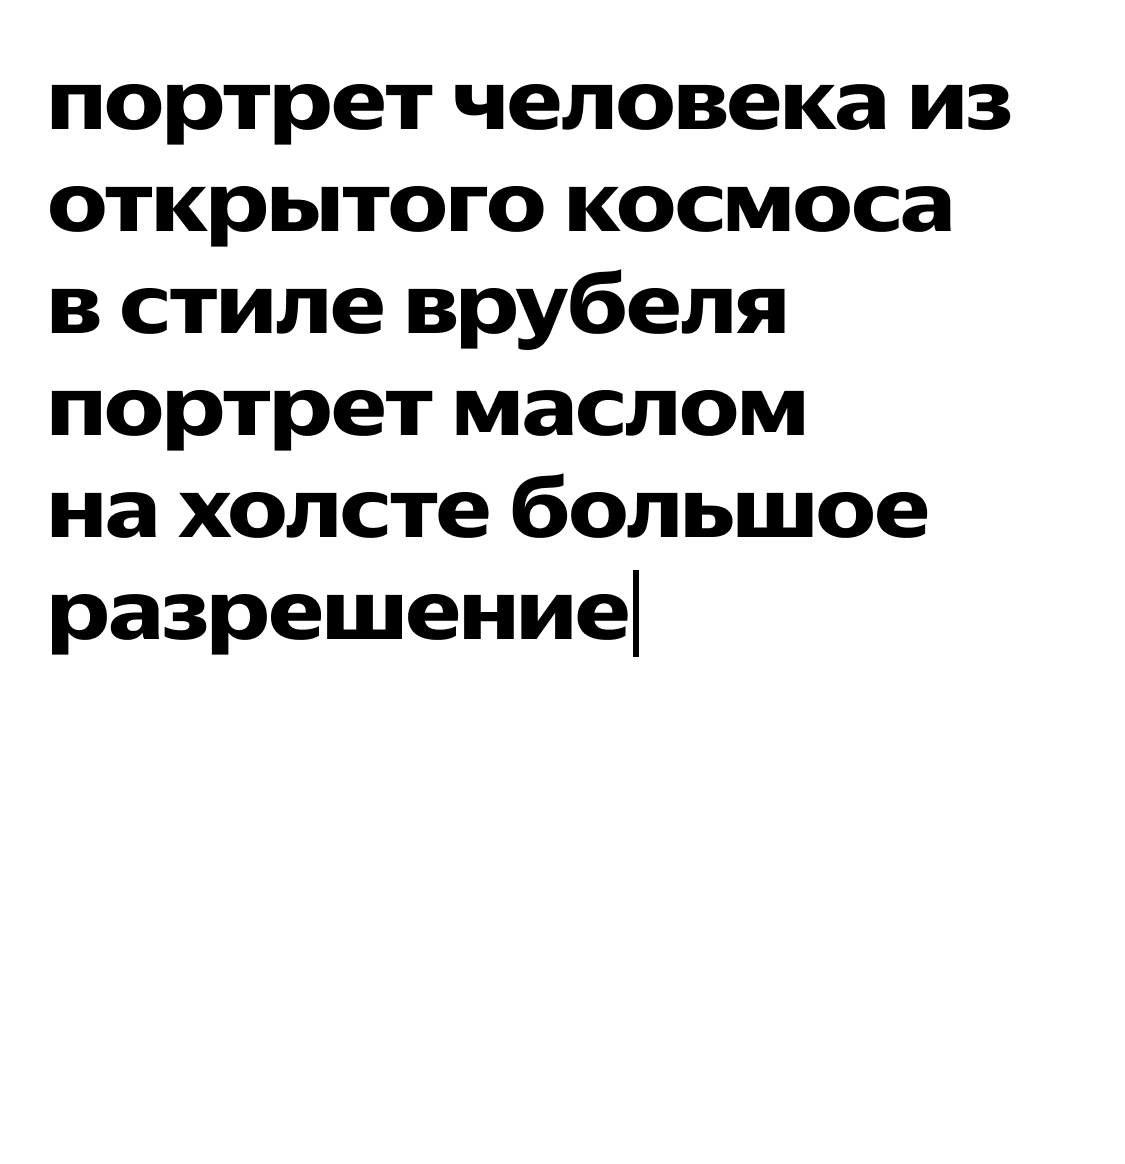 портрет человека из
открытого космоса
в стиле врубеля
портрет маслом
на холсте большое
разрешение